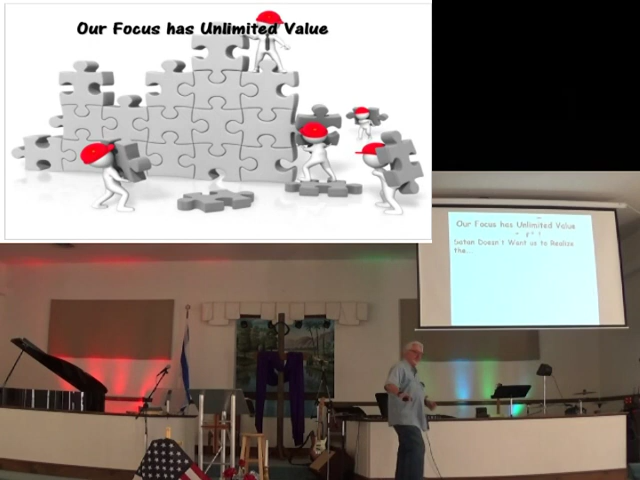 Our Focus has Unlimited Value
Our Focus has Unlimited Value
Satan Doesn't Want us to Realize
the...